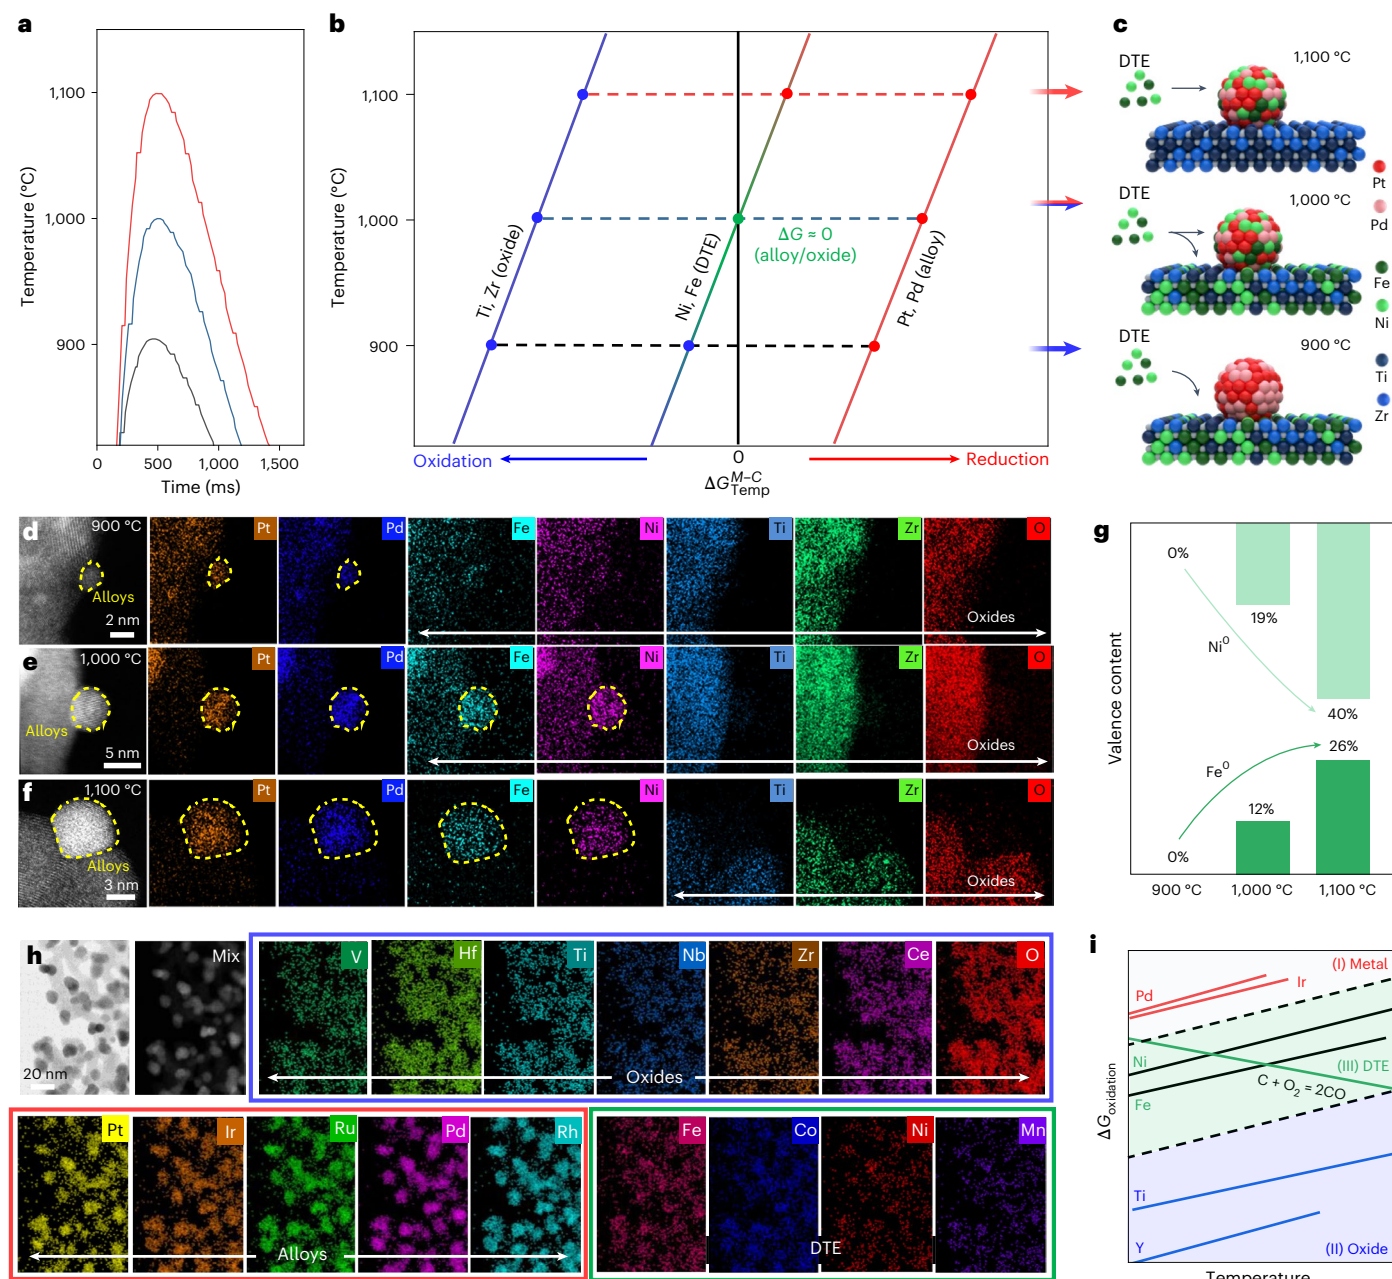 a
1,100
1,000
900
Temperature (°C)
0
500
1,000
1,500
Time (ms)
b
1,100
1,000
900
Temperature (°C)
Ti, Zr (oxide)
Ni, Fe (DTE)
Pt, Pd (alloy)
ΔG ≈ 0
(alloy/oxide)
Oxidation
0
Reduction
ΔG^{M–C}_{Temp}
c
DTE
1,100 °C
DTE
1,000 °C
DTE
900 °C
Pt
Pd
Fe
Ni
Ti
Zr
d
900 °C
Alloys
2 nm
Pt
Pd
Fe
Ni
Ti
Zr
O
Oxides
e
1,000 °C
Alloys
5 nm
Pt
Pd
Fe
Ni
Ti
Zr
O
Oxides
f
1,100 °C
Alloys
3 nm
Pt
Pd
Fe
Ni
Ti
Zr
O
Oxides
g
Valence content
0%
19%
Ni⁰
40%
26%
Fe⁰
12%
0%
900 °C
1,000 °C
1,100 °C
h
20 nm
Mix
V
Hf
Ti
Nb
Zr
Ce
O
Oxides
Pt
Ir
Ru
Pd
Rh
Alloys
Fe
Co
Ni
Mn
DTE
i
ΔG_{oxidation}
(I) Metal
Pd
Ir
Ni
(III) DTE
C + O₂ = 2CO
Fe
Ti
Y
(II) Oxide
Temperature